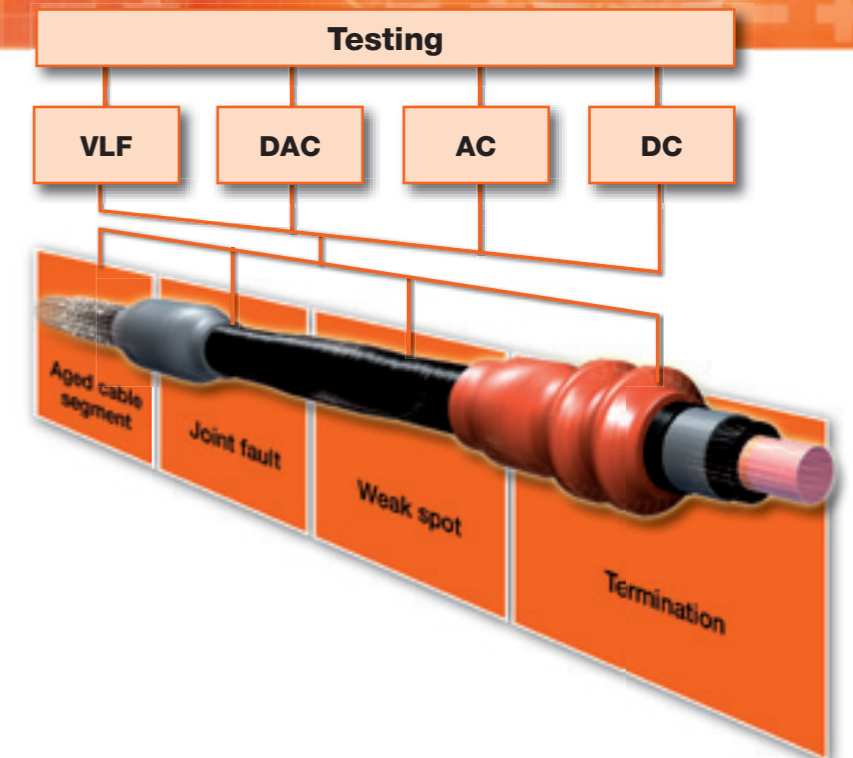 Testing
VLF
DAC
AC
DC
Aged cable
segment
Joint fault
Weak spot
Termination